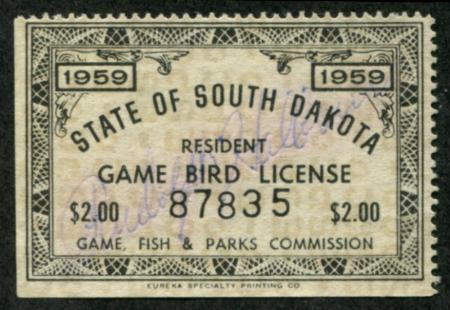 1959 1959
STATE OF SOUTH DAKOTA
RESIDENT
GAME BIRD LICENSE
$2.00 87835 $2.00
GAME, FISH & PARKS COMMISSION
EUREKA SPECIALTY PRINTING CO.